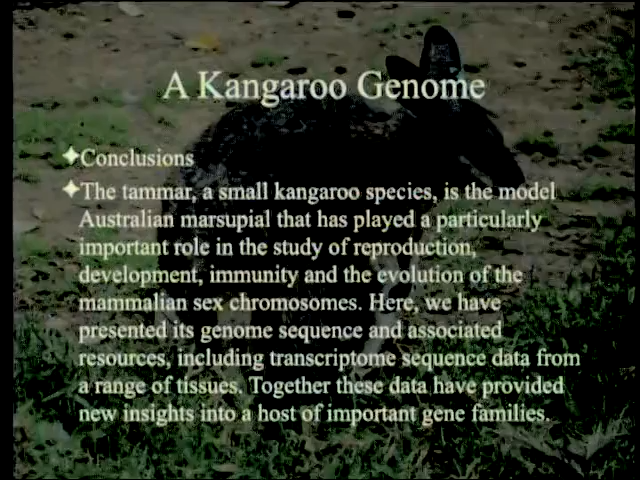 A Kangaroo Genome
Conclusions
The tammar, a small kangaroo species, is the model
Australian marsupial that has played a particularly
important role in the study of reproduction,
development, immunity and the evolution of the
mammalian sex chromosomes. Here, we have
presented its genome sequence and associated
resources, including transcriptome sequence data from
a range of tissues. Together these data have provided
new insights into a host of important gene families.